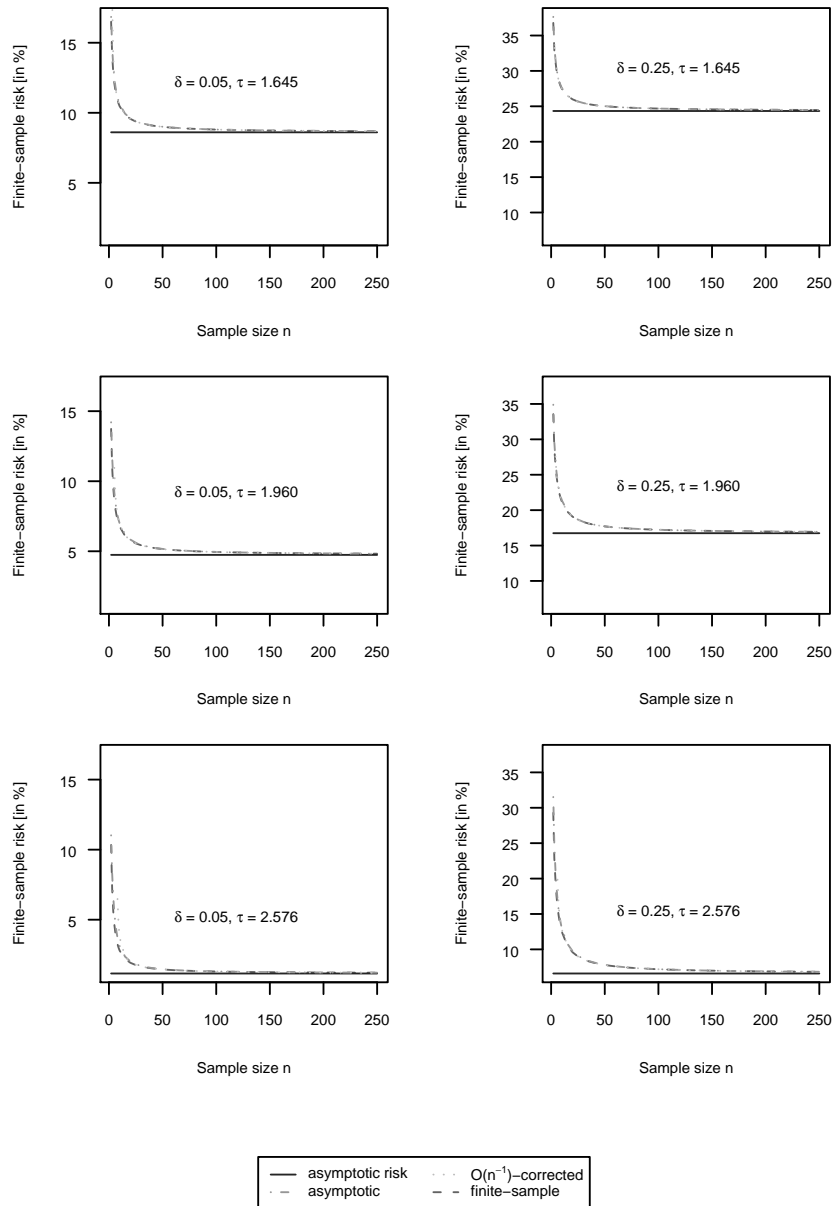 Finite−sample risk [in %]
15
10
5
δ = 0.05, τ = 1.645
0 50 100 150 200 250
Sample size n
Finite−sample risk [in %]
35
30
25
20
15
10
δ = 0.25, τ = 1.645
0 50 100 150 200 250
Sample size n
Finite−sample risk [in %]
15
10
5
δ = 0.05, τ = 1.960
0 50 100 150 200 250
Sample size n
Finite−sample risk [in %]
35
30
25
20
15
10
δ = 0.25, τ = 1.960
0 50 100 150 200 250
Sample size n
Finite−sample risk [in %]
15
10
5
δ = 0.05, τ = 2.576
0 50 100 150 200 250
Sample size n
Finite−sample risk [in %]
35
30
25
20
15
10
δ = 0.25, τ = 2.576
0 50 100 150 200 250
Sample size n
asymptotic risk
asymptotic
O(n⁻¹)−corrected
finite−sample